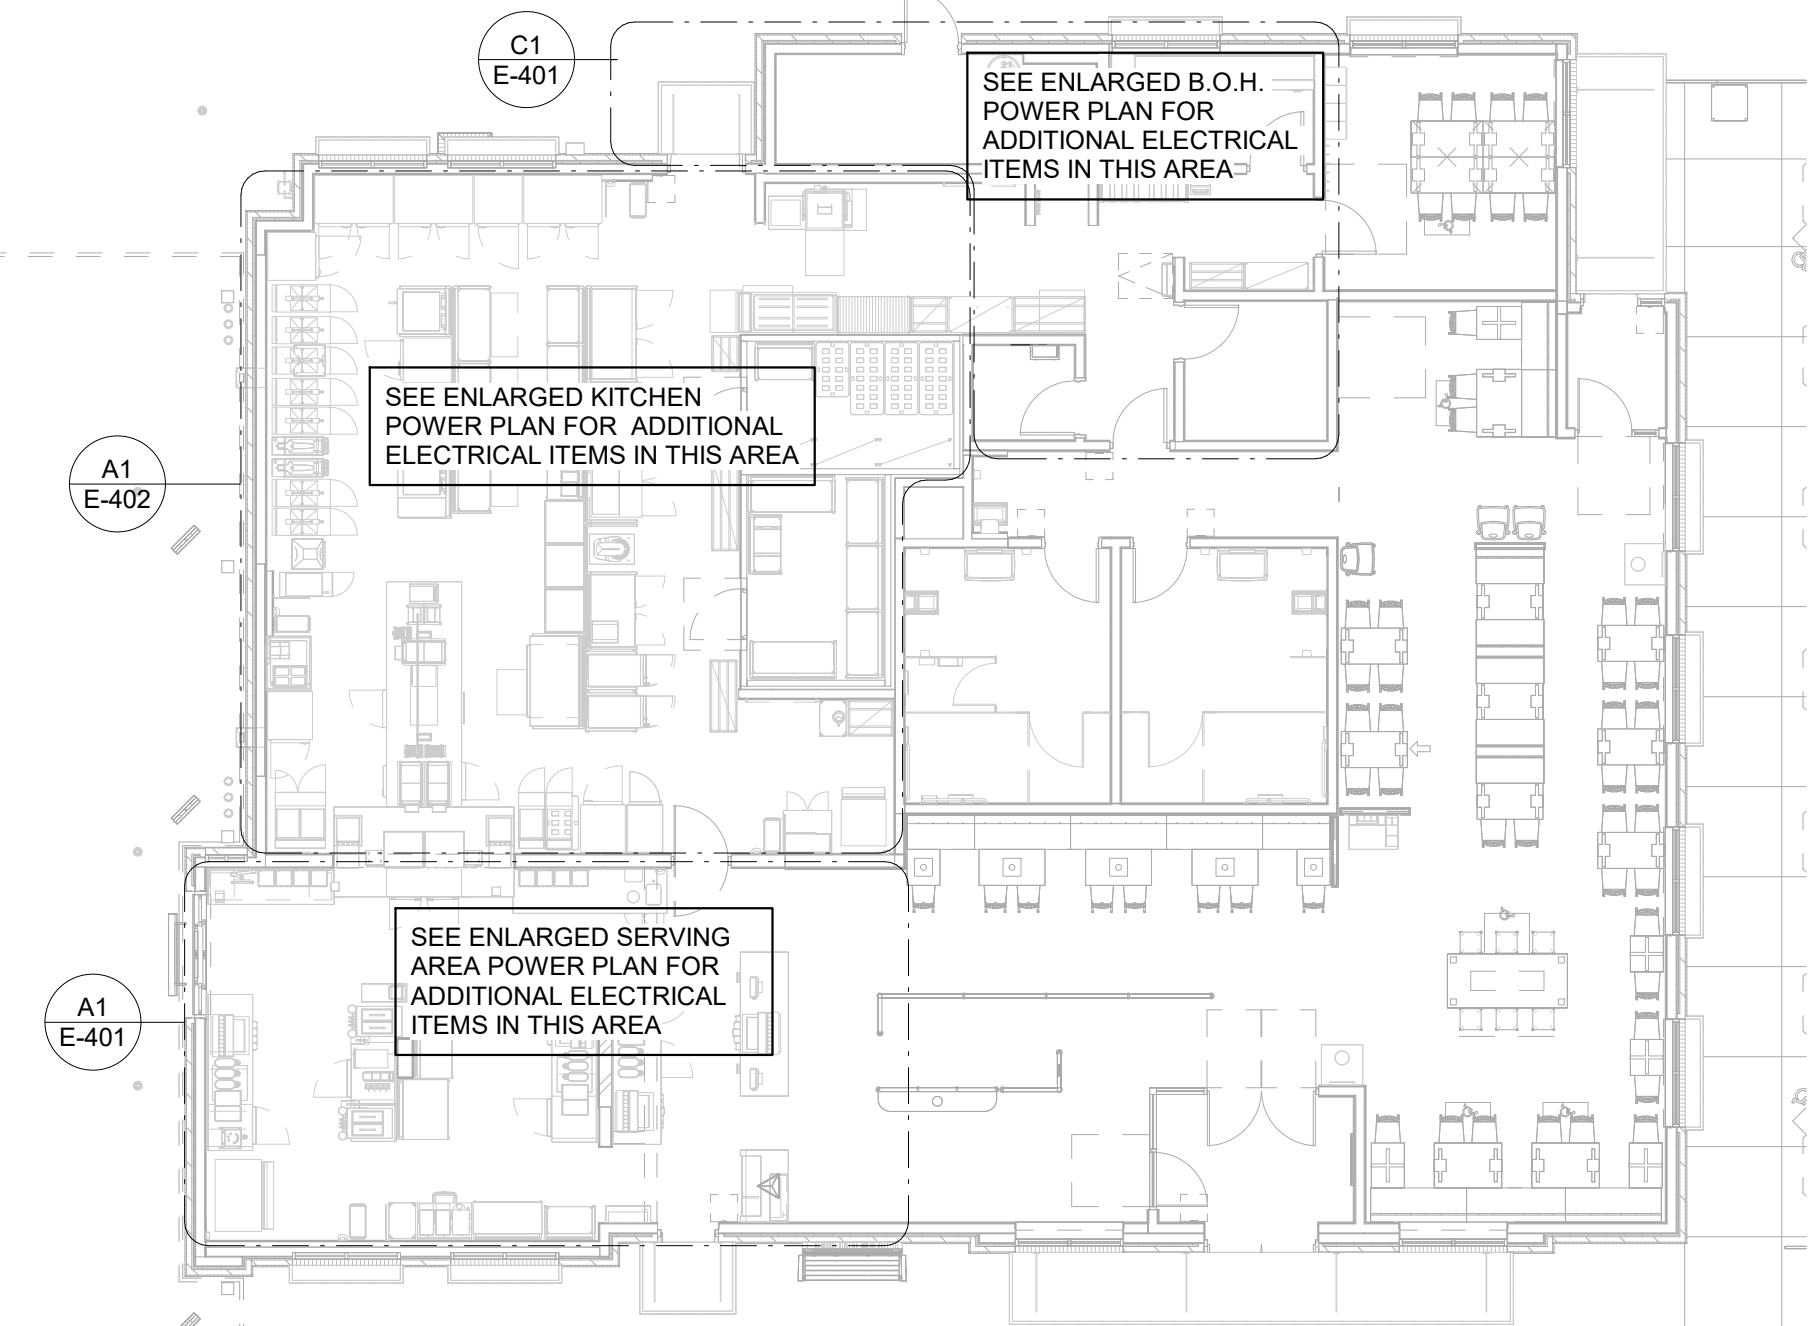 C1
E-401
SEE ENLARGED B.O.H.
POWER PLAN FOR
ADDITIONAL ELECTRICAL
ITEMS IN THIS AREA
SEE ENLARGED KITCHEN
POWER PLAN FOR ADDITIONAL
ELECTRICAL ITEMS IN THIS AREA
A1
E-402
SEE ENLARGED SERVING
AREA POWER PLAN FOR
ADDITIONAL ELECTRICAL
ITEMS IN THIS AREA
A1
E-401